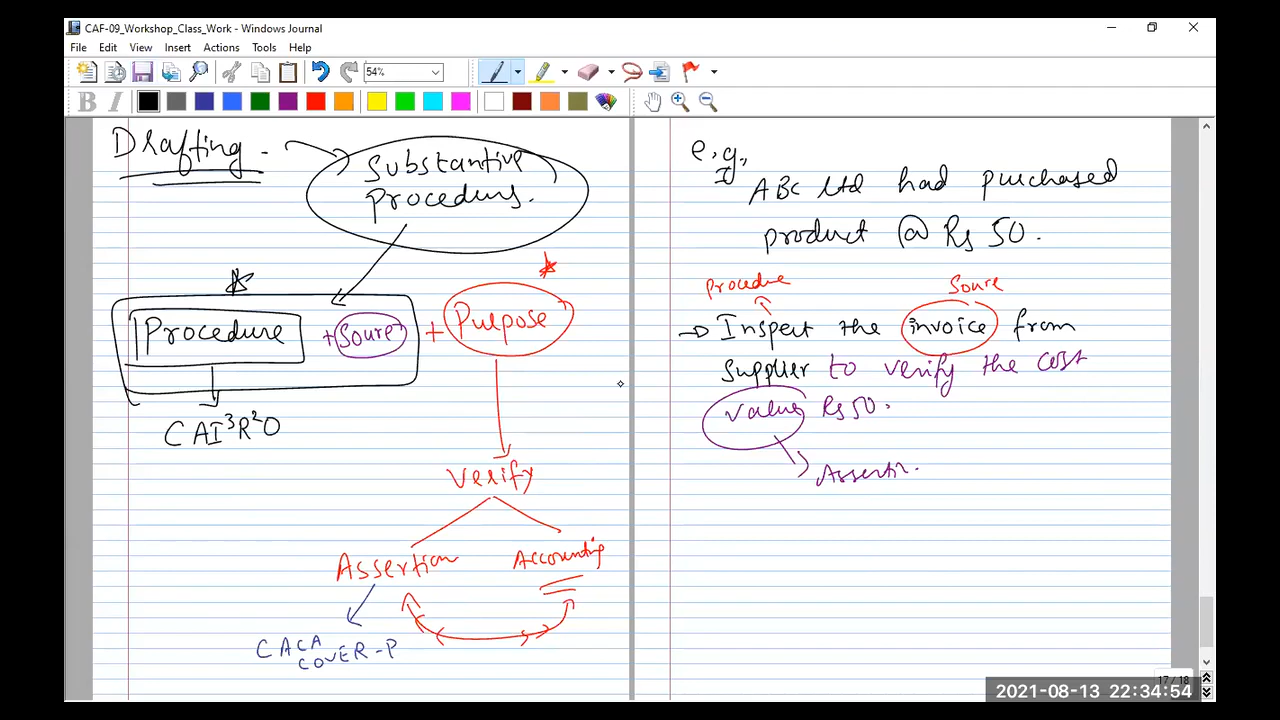 CAF-09_Workshop_Class_Work - Windows Journal
File Edit View Insert Actions Tools Help
54%
B I
Drafting -
Substantive
procedures.
Procedure + Source + Purpose
CAI³R²O
Verify
Assertion Accounting
CACA
COVER-P
e.g,
ABC Ltd had purchased
product @ Rs 50.
Procedure Source
→ Inspect the invoice from
supplier to verify the cost
value Rs 50.
Assertion.
17 / 18
2021-08-13 22:34:54